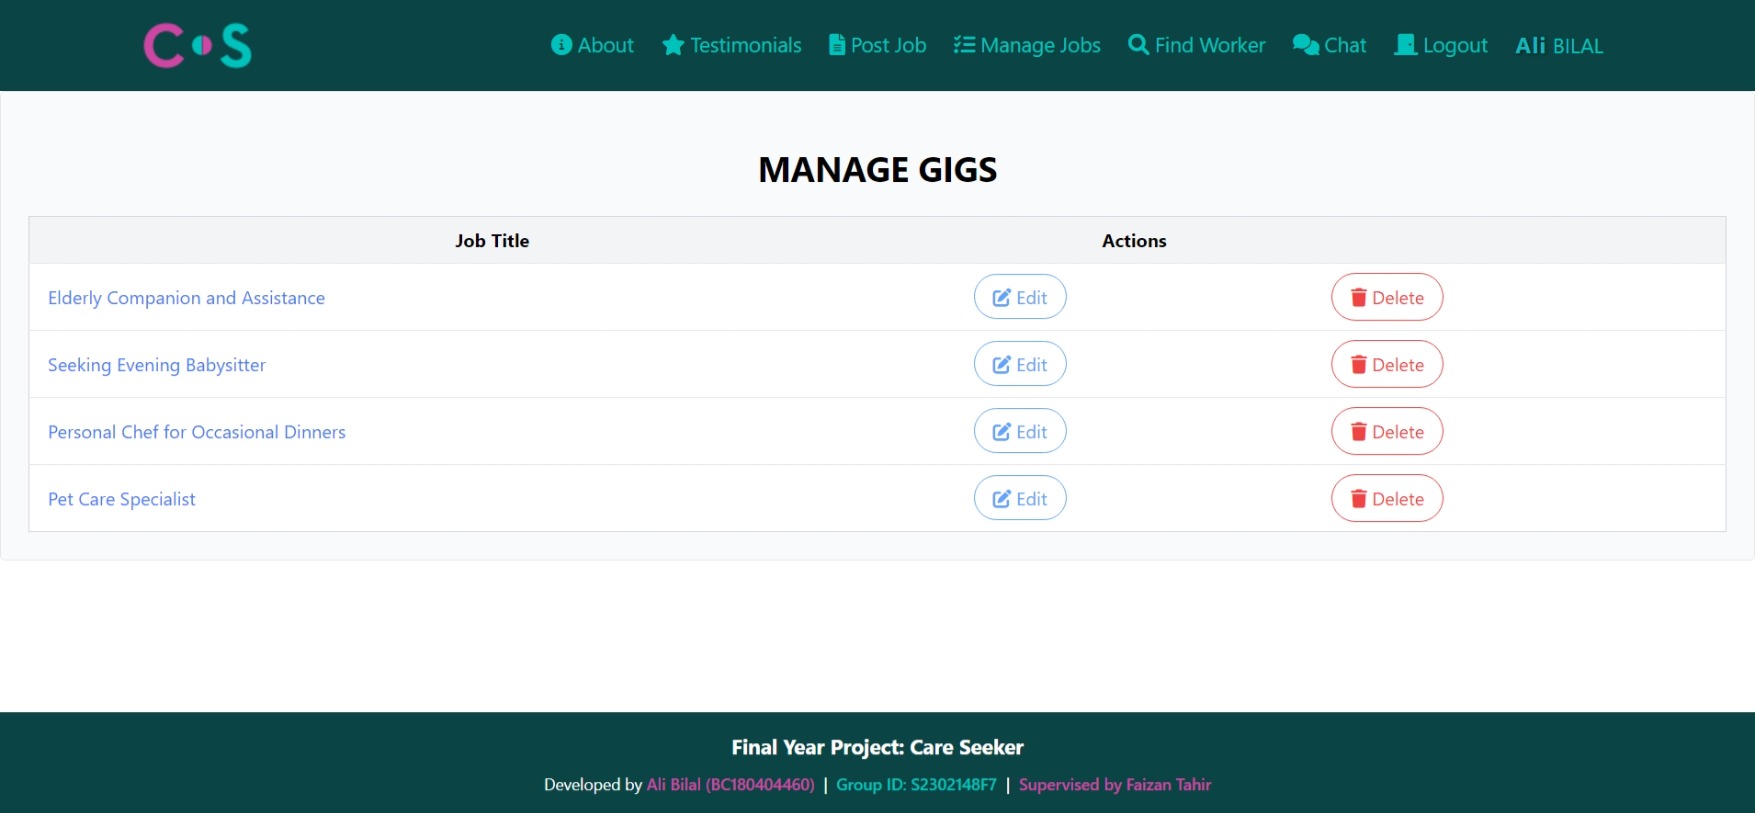 C S
About Testimonials Post Job Manage Jobs Find Worker Chat Logout Ali BILAL
MANAGE GIGS
Job Title Actions
Elderly Companion and Assistance Edit Delete
Seeking Evening Babysitter Edit Delete
Personal Chef for Occasional Dinners Edit Delete
Pet Care Specialist Edit Delete
Final Year Project: Care Seeker
Developed by Ali Bilal (BC180404460) | Group ID: S2302148F7 | Supervised by Faizan Tahir